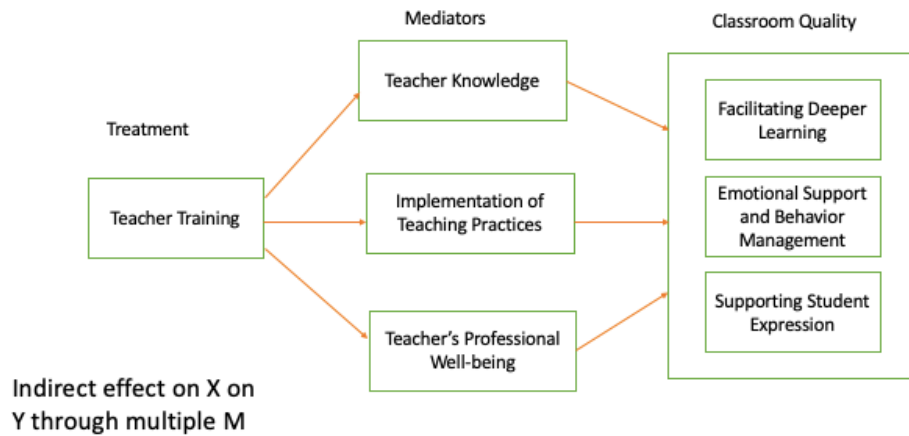 Mediators
Classroom Quality
Teacher Knowledge
Facilitating Deeper
Learning
Treatment
Teacher Training
Implementation of
Teaching Practices
Emotional Support
and Behavior
Management
Teacher's Professional
Well-being
Supporting Student
Expression
Indirect effect on X on
Y through multiple M